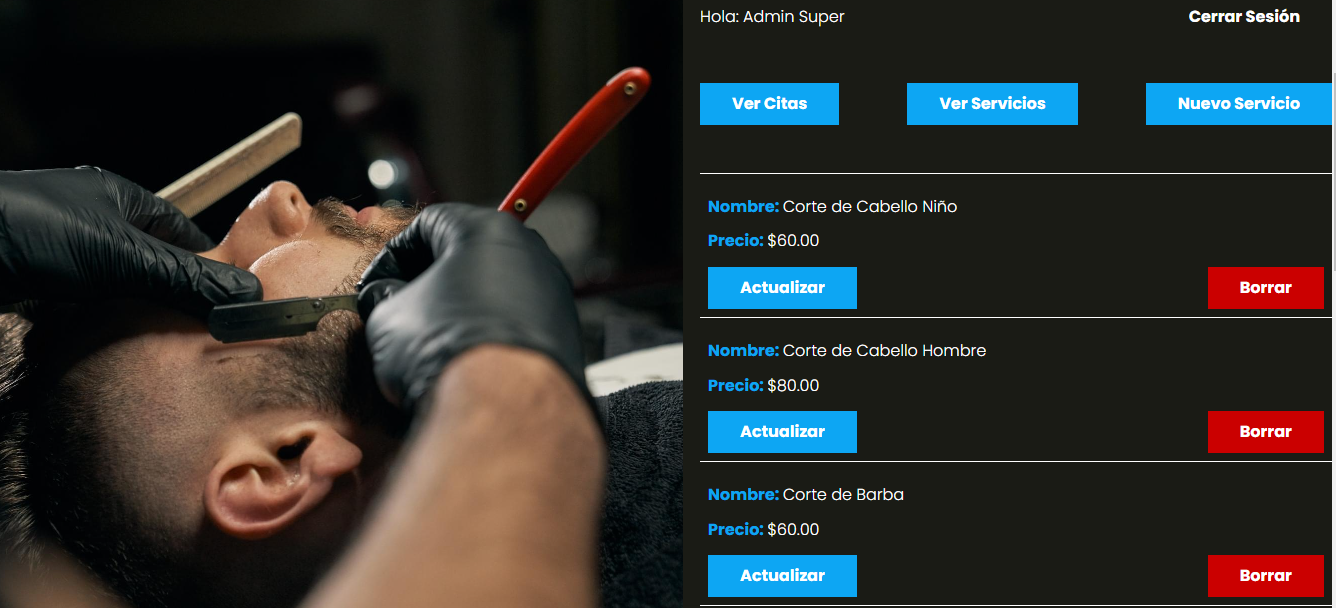 Hola: Admin Super Cerrar Sesión
Ver Citas Ver Servicios Nuevo Servicio
Nombre: Corte de Cabello Niño
Precio: $60.00
Actualizar Borrar
Nombre: Corte de Cabello Hombre
Precio: $80.00
Actualizar Borrar
Nombre: Corte de Barba
Precio: $60.00
Actualizar Borrar